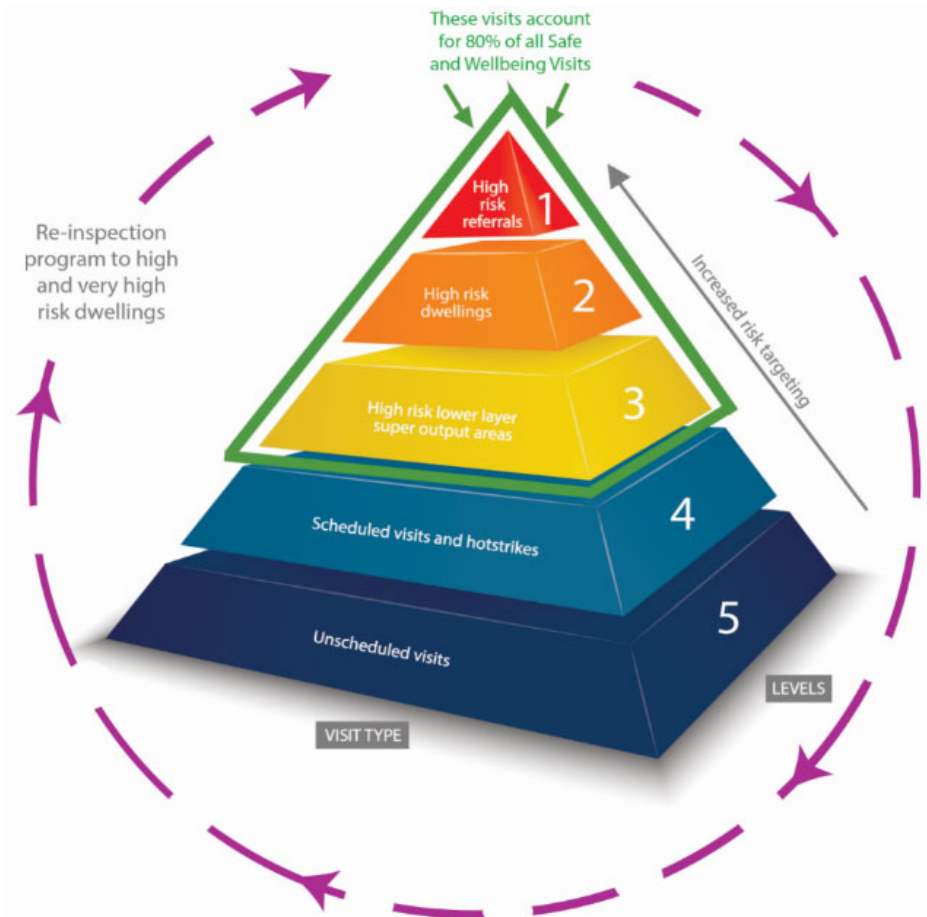 These visits account
for 80% of all Safe
and Wellbeing Visits
Re-inspection
program to high
and very high
risk dwellings
Increased risk targeting
High
risk
referrals
1
High risk
dwellings
2
High risk lower layer
super output areas
3
Scheduled visits and hotstrikes
4
Unscheduled visits
5
LEVELS
VISIT TYPE